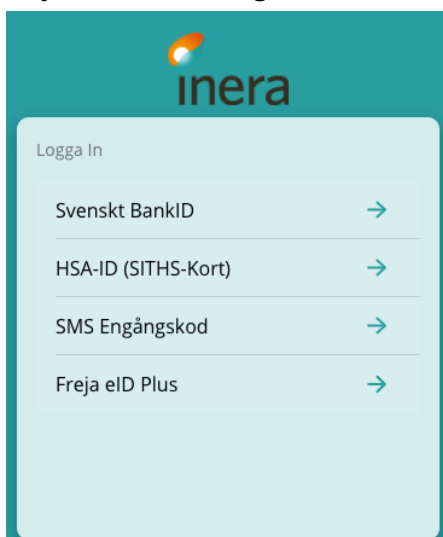 inera
Logga In
Svenskt BankID
HSA-ID (SITHS-Kort)
SMS Engångskod
Freja eID Plus